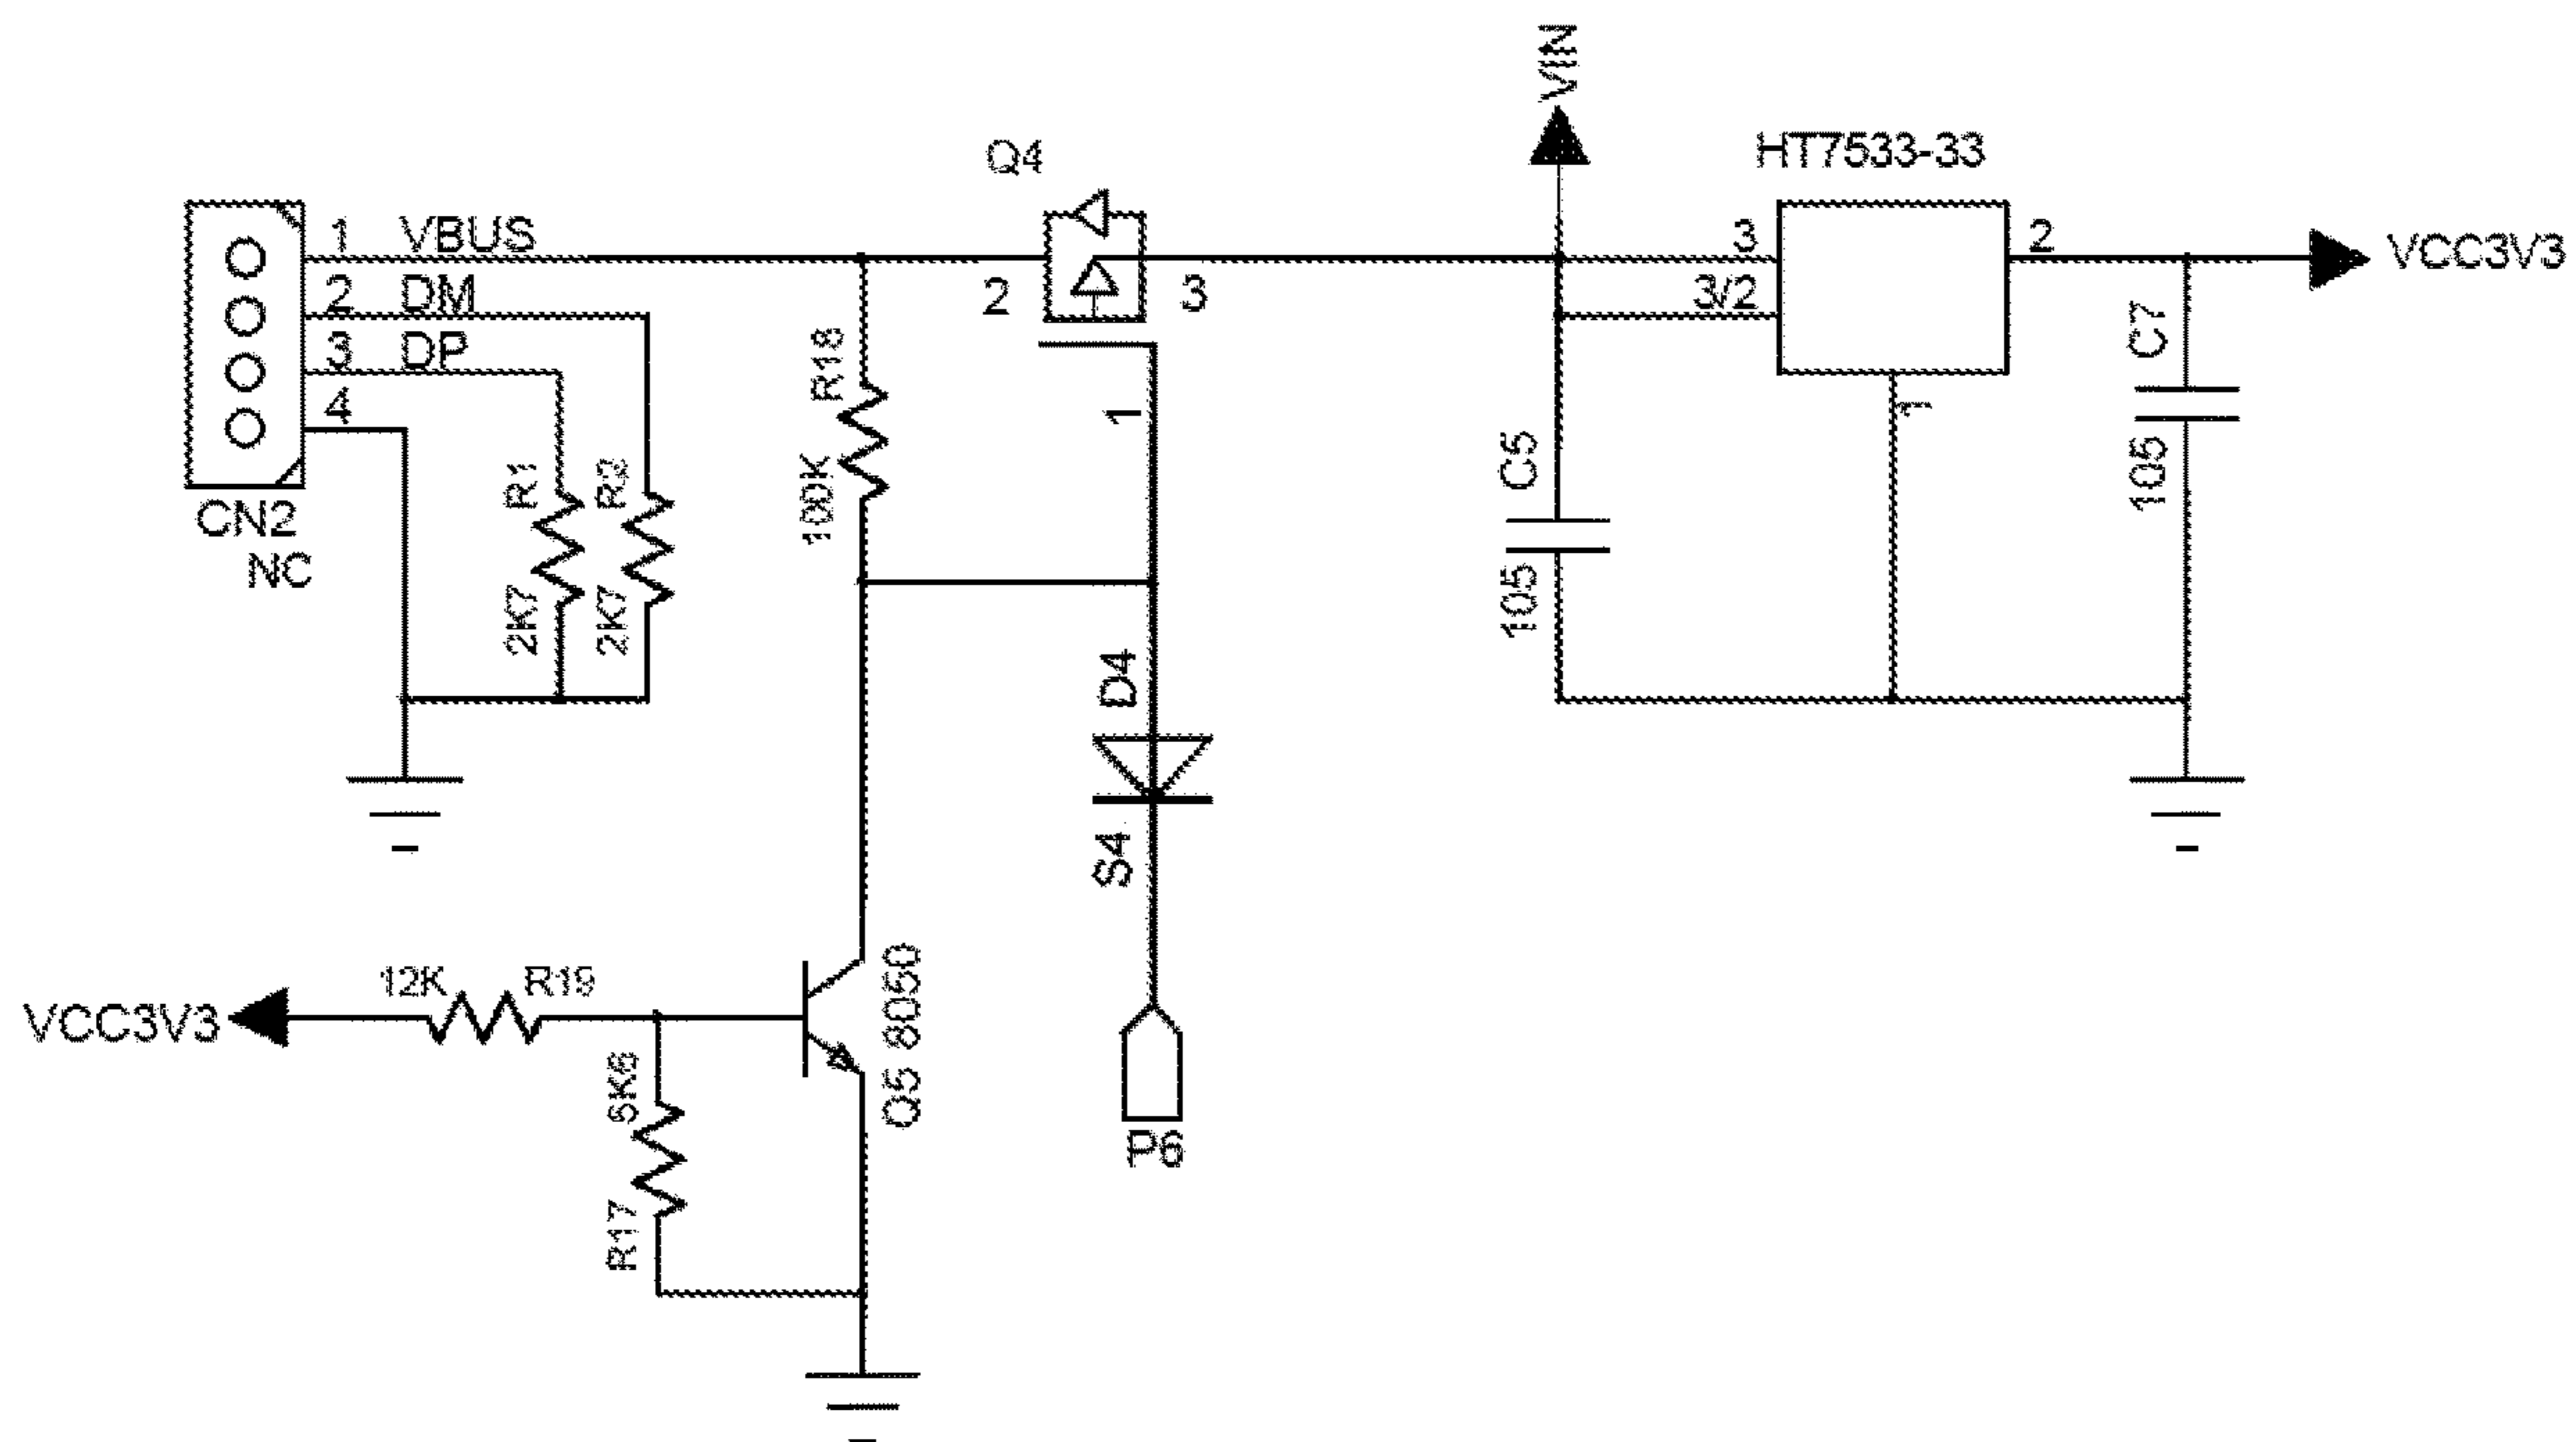 VIN
Q4
HT7533-33
1 VBUS
2 DM
3 DP
4
2
3
3
3/2
2
VCC3V3
R18
100K
1
C7
105
C5
105
1
R1
2K7
2K7
CN2
NC
D4
S4
VCC3V3
12K
R19
Q5 8050
R17
P6